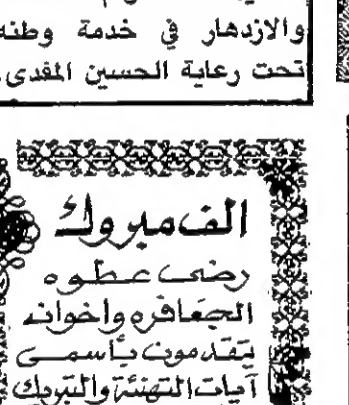 والازدهار في خدمة وطنه
تحت رعاية الحسين المفدى.
الف مبروك
رضى عطوه
الجعافره واخوانه
يتقدمون بأسمى
آيات التهنئة والتبريك